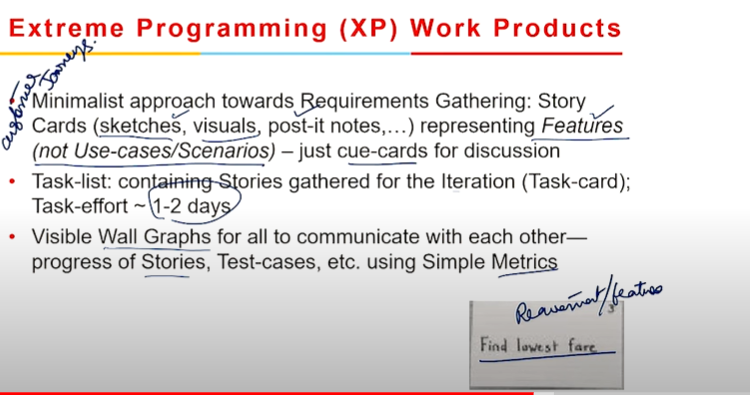 Extreme Programming (XP) Work Products
customer
Journeys.
• Minimalist approach towards Requirements Gathering: Story
Cards (sketches, visuals, post-it notes,...) representing Features
(not Use-cases/Scenarios) – just cue-cards for discussion
• Task-list: containing Stories gathered for the Iteration (Task-card);
Task-effort ~ 1-2 days
• Visible Wall Graphs for all to communicate with each other—
progress of Stories, Test-cases, etc. using Simple Metrics
Find lowest fare